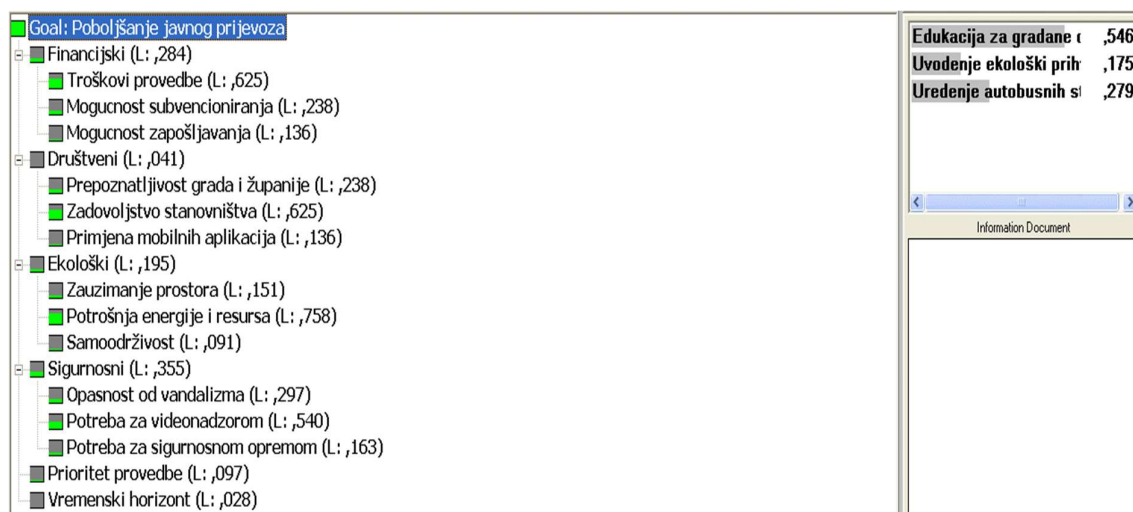 Goal: Poboljšanje javnog prijevoza
Financijski (L: ,284)
Troškovi provedbe (L: ,625)
Mogucnost subvencioniranja (L: ,238)
Mogucnost zapošljavanja (L: ,136)
Društveni (L: ,041)
Prepoznatljivost grada i županije (L: ,238)
Zadovoljstvo stanovništva (L: ,625)
Primjena mobilnih aplikacija (L: ,136)
Ekološki (L: ,195)
Zauzimanje prostora (L: ,151)
Potrošnja energije i resursa (L: ,758)
Samoodrživost (L: ,091)
Sigurnosni (L: ,355)
Opasnost od vandalizma (L: ,297)
Potreba za videonadzorom (L: ,540)
Potreba za sigurnosnom opremom (L: ,163)
Prioritet provedbe (L: ,097)
Vremenski horizont (L: ,028)
Edukacija za gradane ,546
Uvodenje ekološki prih ,175
Uredenje autobusnih ,279
Information Document